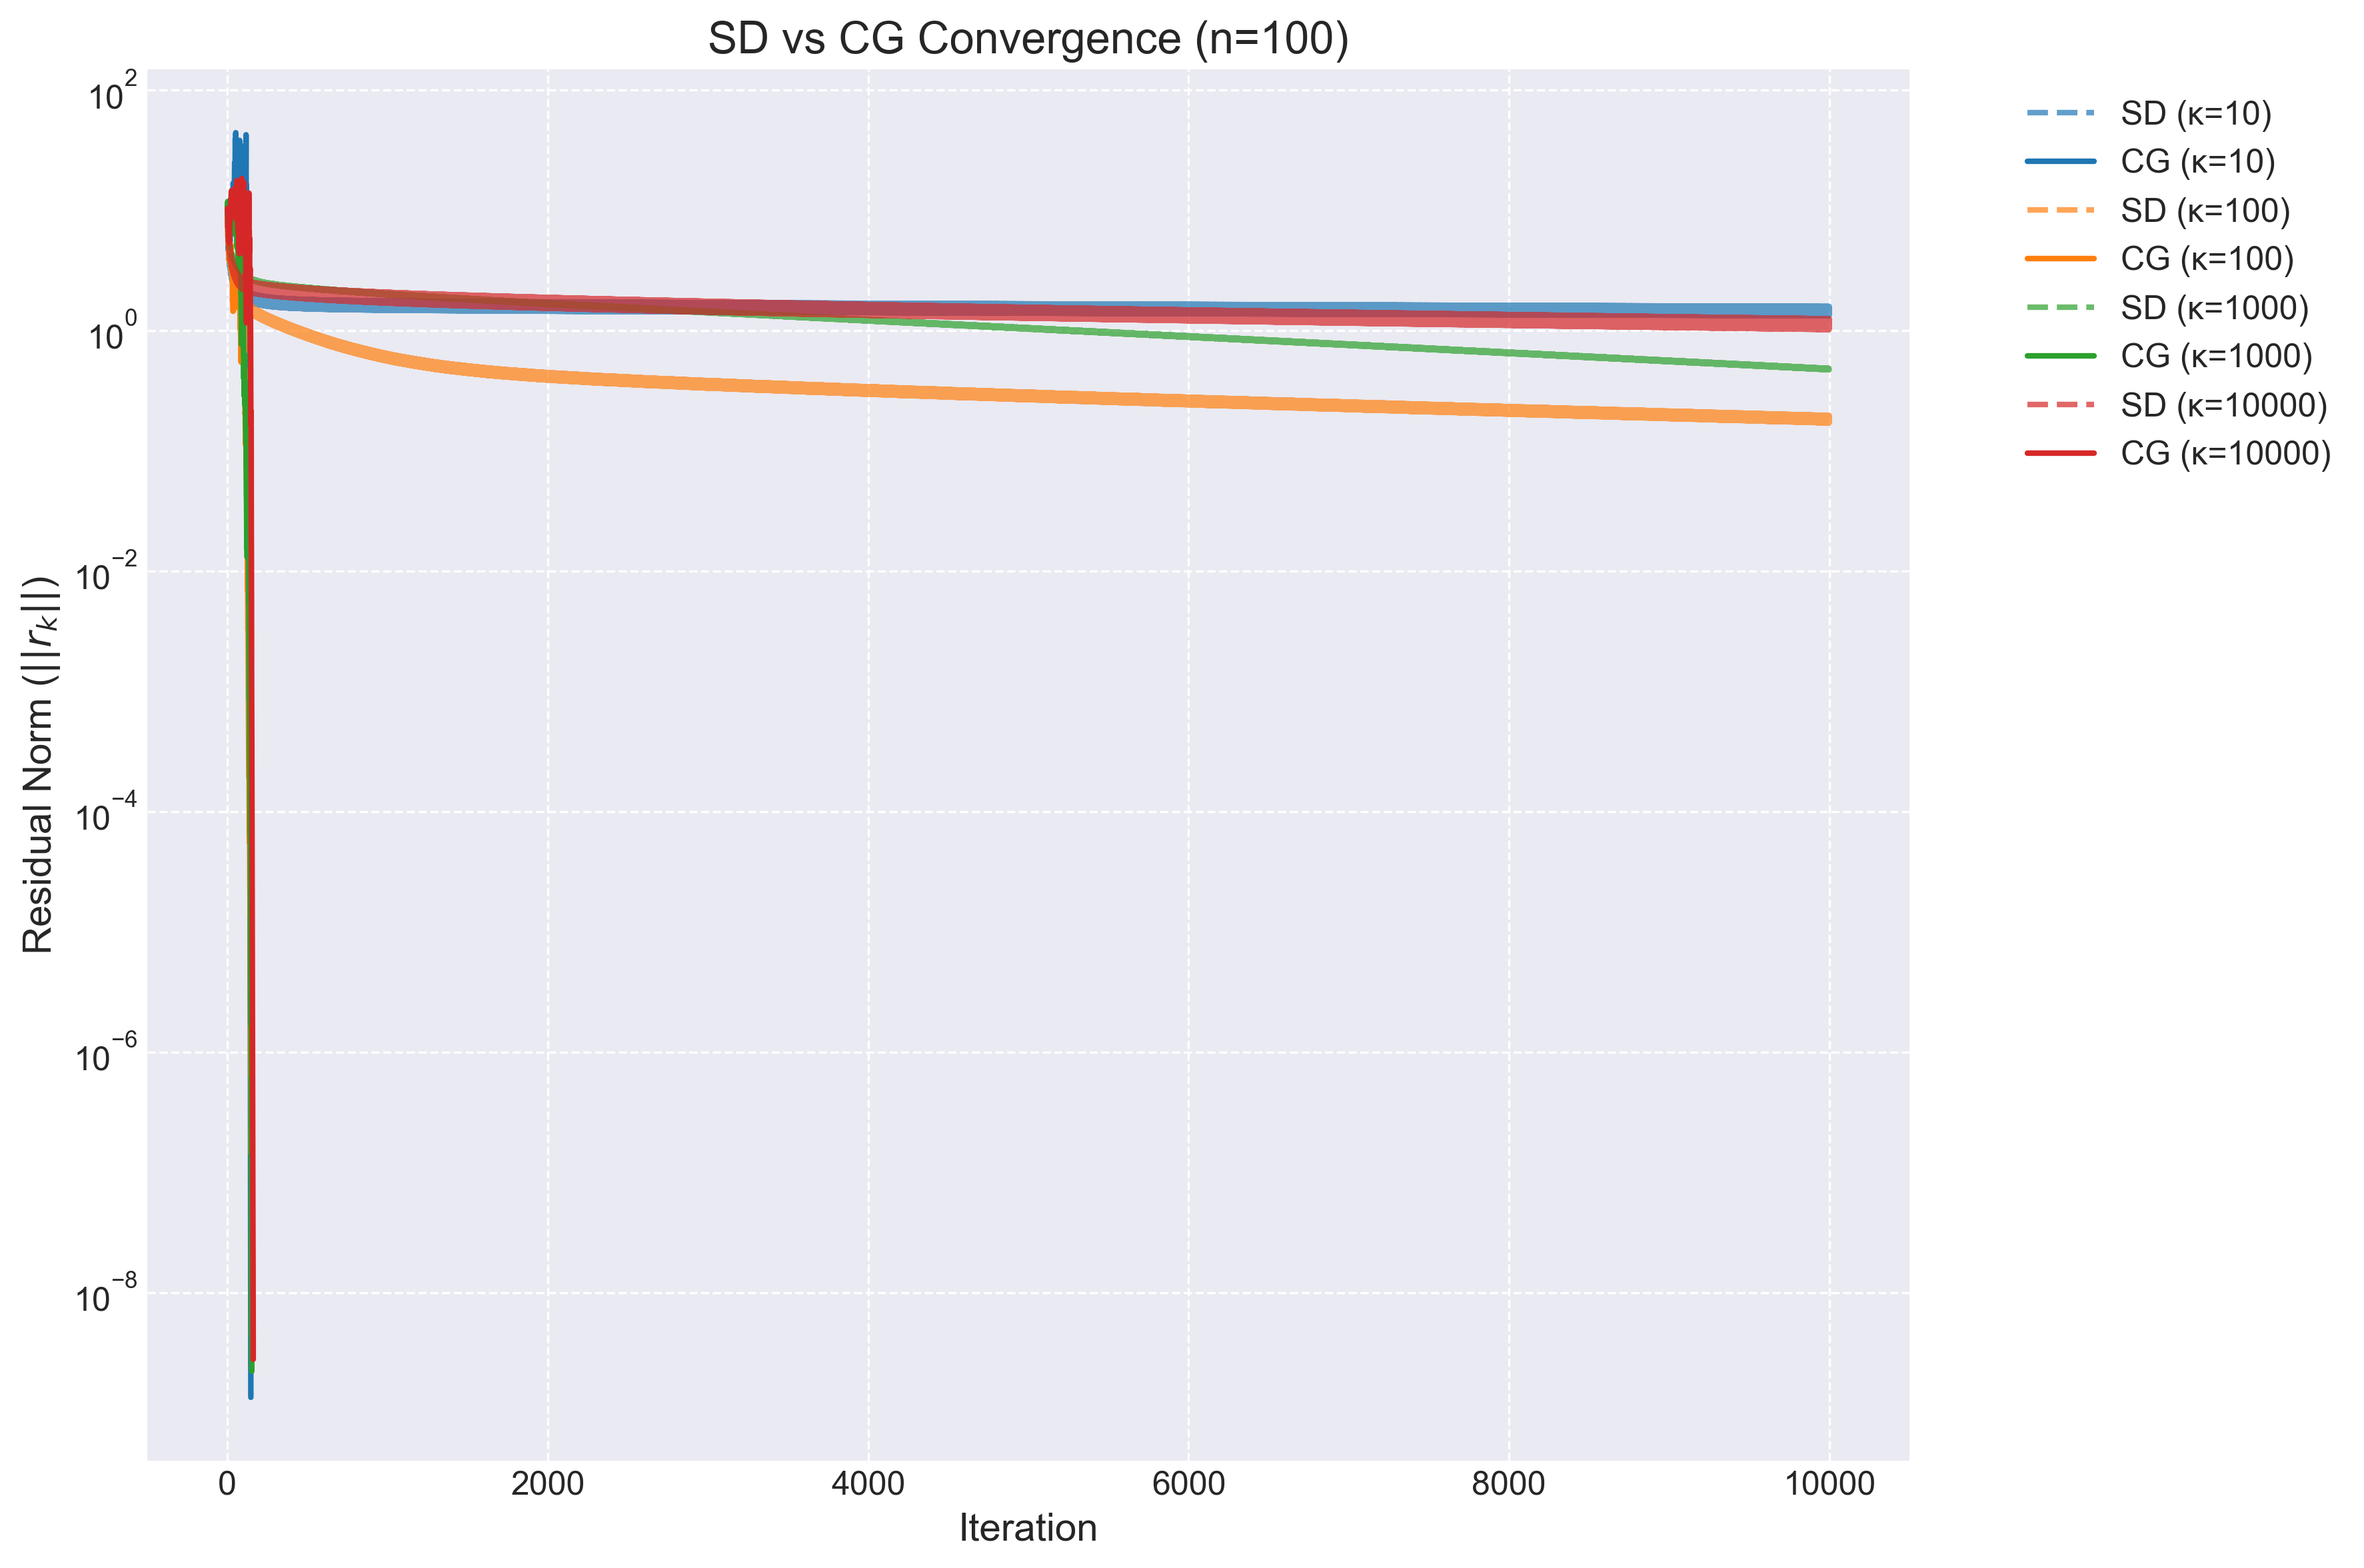 SD vs CG Convergence (n=100)
10^2
10^0
10^−2
10^−4
10^−6
10^−8
Residual Norm (||r_k||)
0 2000 4000 6000 8000 10000
Iteration
SD (κ=10)
CG (κ=10)
SD (κ=100)
CG (κ=100)
SD (κ=1000)
CG (κ=1000)
SD (κ=10000)
CG (κ=10000)